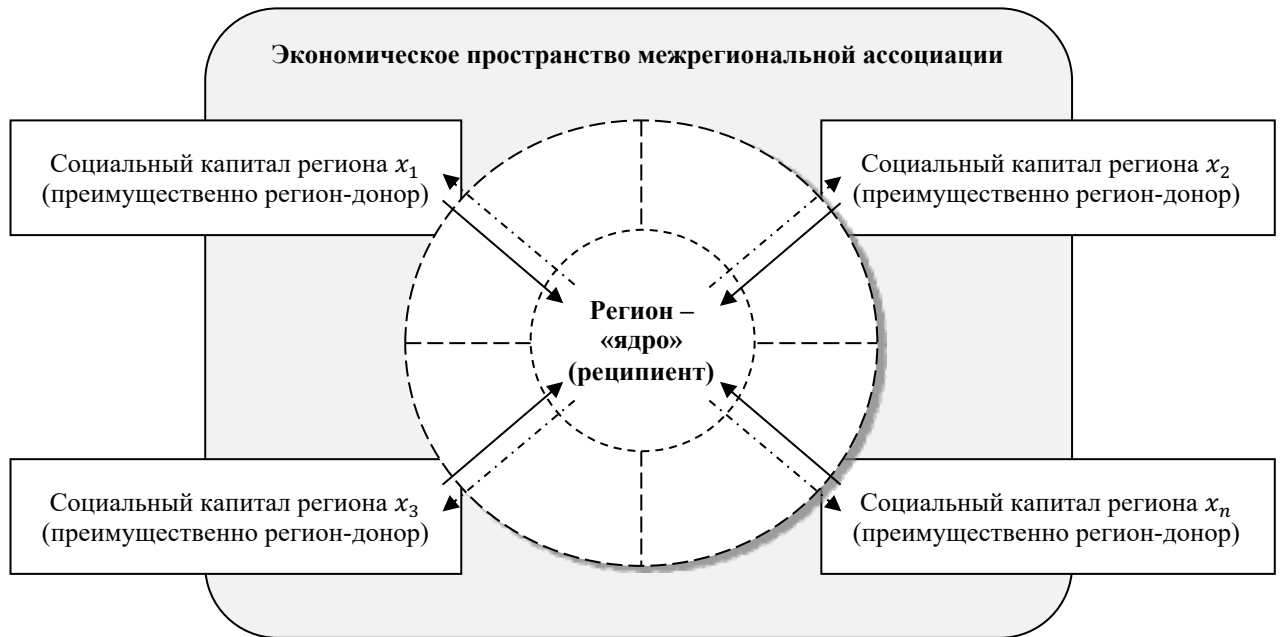 Экономическое пространство межрегиональной ассоциации
Социальный капитал региона 𝑥₁
(преимущественно регион-донор)
Социальный капитал региона 𝑥₂
(преимущественно регион-донор)
Регион –
«ядро»
(реципиент)
Социальный капитал региона 𝑥₃
(преимущественно регион-донор)
Социальный капитал региона 𝑥ₙ
(преимущественно регион-донор)